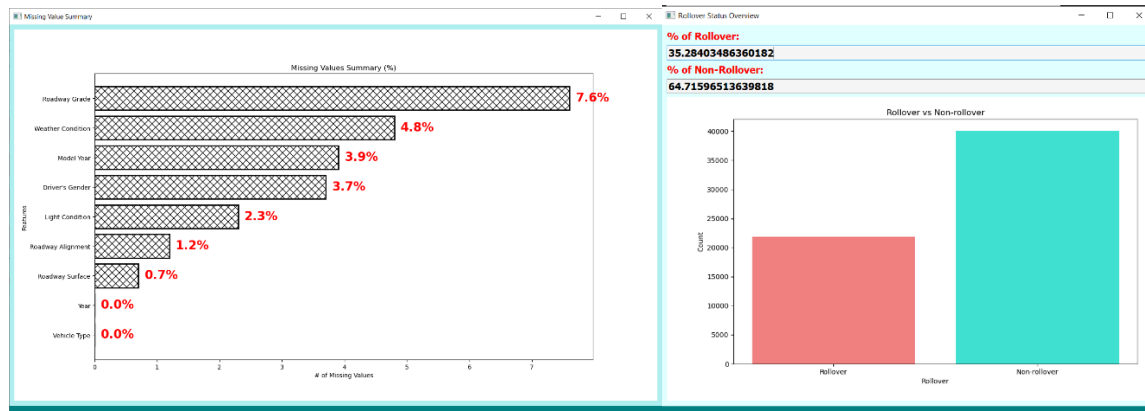 Missing Value Summary
Missing Values Summary (%)
Features
Roadway Grade
7.6%
Weather Condition
4.8%
Model Year
3.9%
Driver's Gender
3.7%
Light Condition
2.3%
Roadway Alignment
1.2%
Roadway Surface
0.7%
Year
0.0%
Vehicle Type
0.0%
0 1 2 3 4 5 6 7
# of Missing Values
Rollover Status Overview
% of Rollover:
35.28403486360182
% of Non-Rollover:
64.71596513639818
Rollover vs Non-rollover
Count
40000
35000
30000
25000
20000
15000
10000
5000
0
Rollover Non-rollover
Rollover